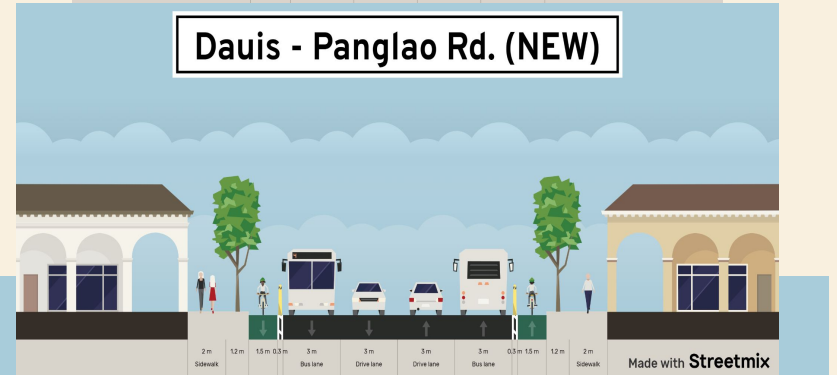 Dauis - Panglao Rd. (NEW)
2 m 1.2 m 1.5 m 0.3 m 3 m 3 m 3 m 3 m 0.3 m 1.5 m 1.2 m 2 m
Sidewalk Bus lane Drive lane Drive lane Bus lane Sidewalk
Made with Streetmix